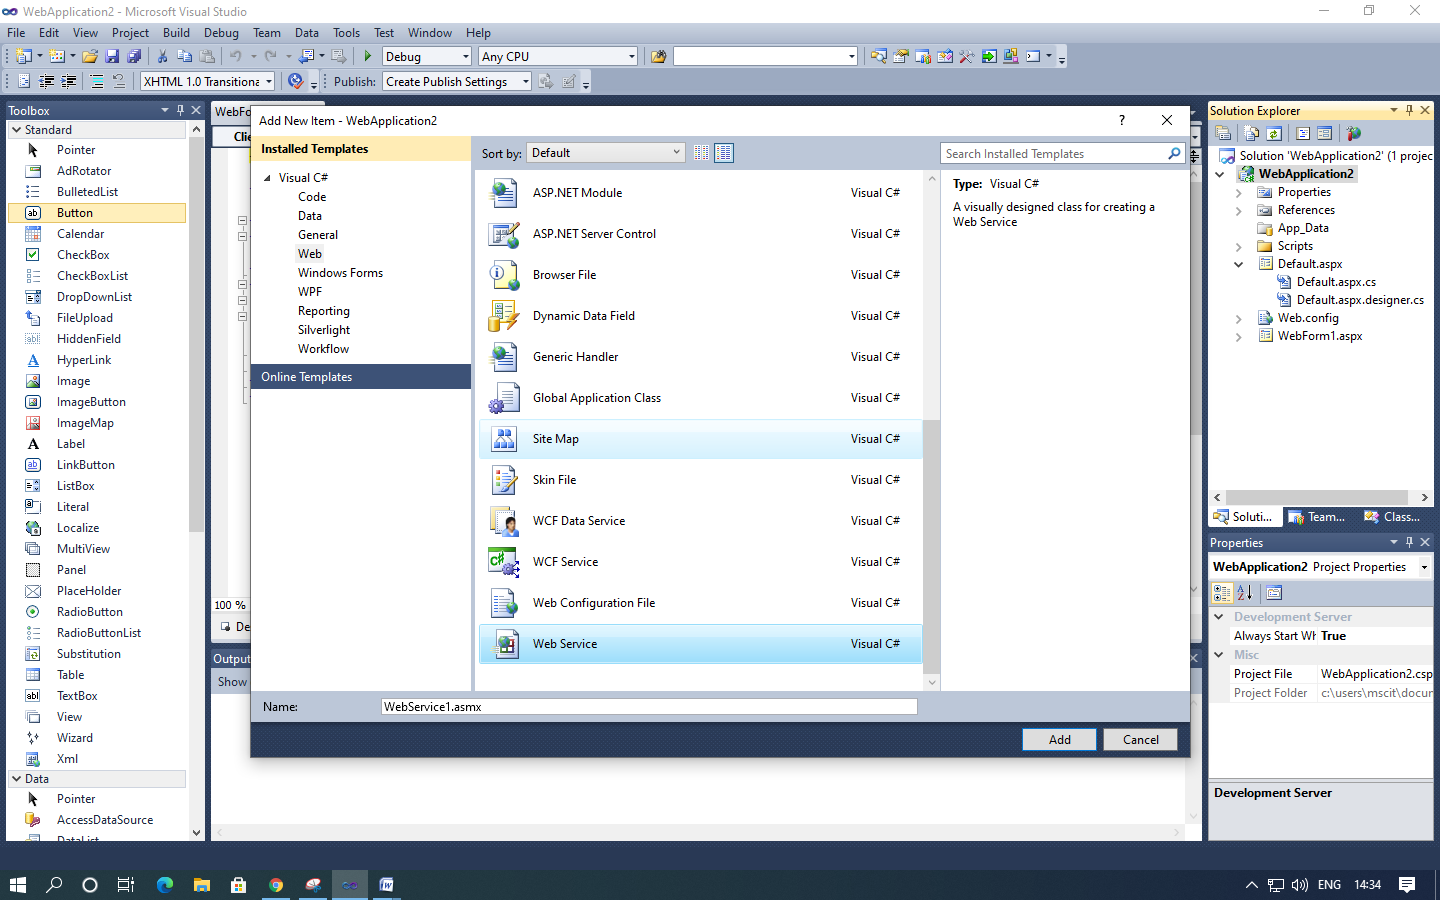 WebApplication2 - Microsoft Visual Studio
File Edit View Project Build Debug Team Data Tools Test Window Help
Debug Any CPU
XHTML 1.0 Transitiona Publish: Create Publish Settings
Toolbox
Standard
Pointer
AdRotator
BulletedList
Button
Calendar
CheckBox
CheckBoxList
DropDownList
FileUpload
HiddenField
HyperLink
Image
ImageButton
ImageMap
Label
LinkButton
ListBox
Literal
Localize
MultiView
Panel
PlaceHolder
RadioButton
RadioButtonList
Substitution
Table
TextBox
View
Wizard
Xml
Data
Pointer
AccessDataSource
DataList
WebFo
Clie
100 %
De
Output
Show
Add New Item - WebApplication2
?
Installed Templates
Visual C#
Code
Data
General
Web
Windows Forms
WPF
Reporting
Silverlight
Workflow
Online Templates
Sort by: Default
Search Installed Templates
ASP.NET Module Visual C#
ASP.NET Server Control Visual C#
Browser File Visual C#
Dynamic Data Field Visual C#
Generic Handler Visual C#
Global Application Class Visual C#
Site Map Visual C#
Skin File Visual C#
WCF Data Service Visual C#
WCF Service Visual C#
Web Configuration File Visual C#
Web Service Visual C#
Type: Visual C#
A visually designed class for creating a
Web Service
Name: WebService1.asmx
Add Cancel
Solution Explorer
Solution 'WebApplication2' (1 projec
WebApplication2
Properties
References
App_Data
Scripts
Default.aspx
Default.aspx.cs
Default.aspx.designer.cs
Web.config
WebForm1.aspx
Soluti... Team... Class...
Properties
WebApplication2 Project Properties
Development Server
Always Start Wh True
Misc
Project File WebApplication2.csp
Project Folder c:\users\mscit\docu
Development Server
ENG 14:34